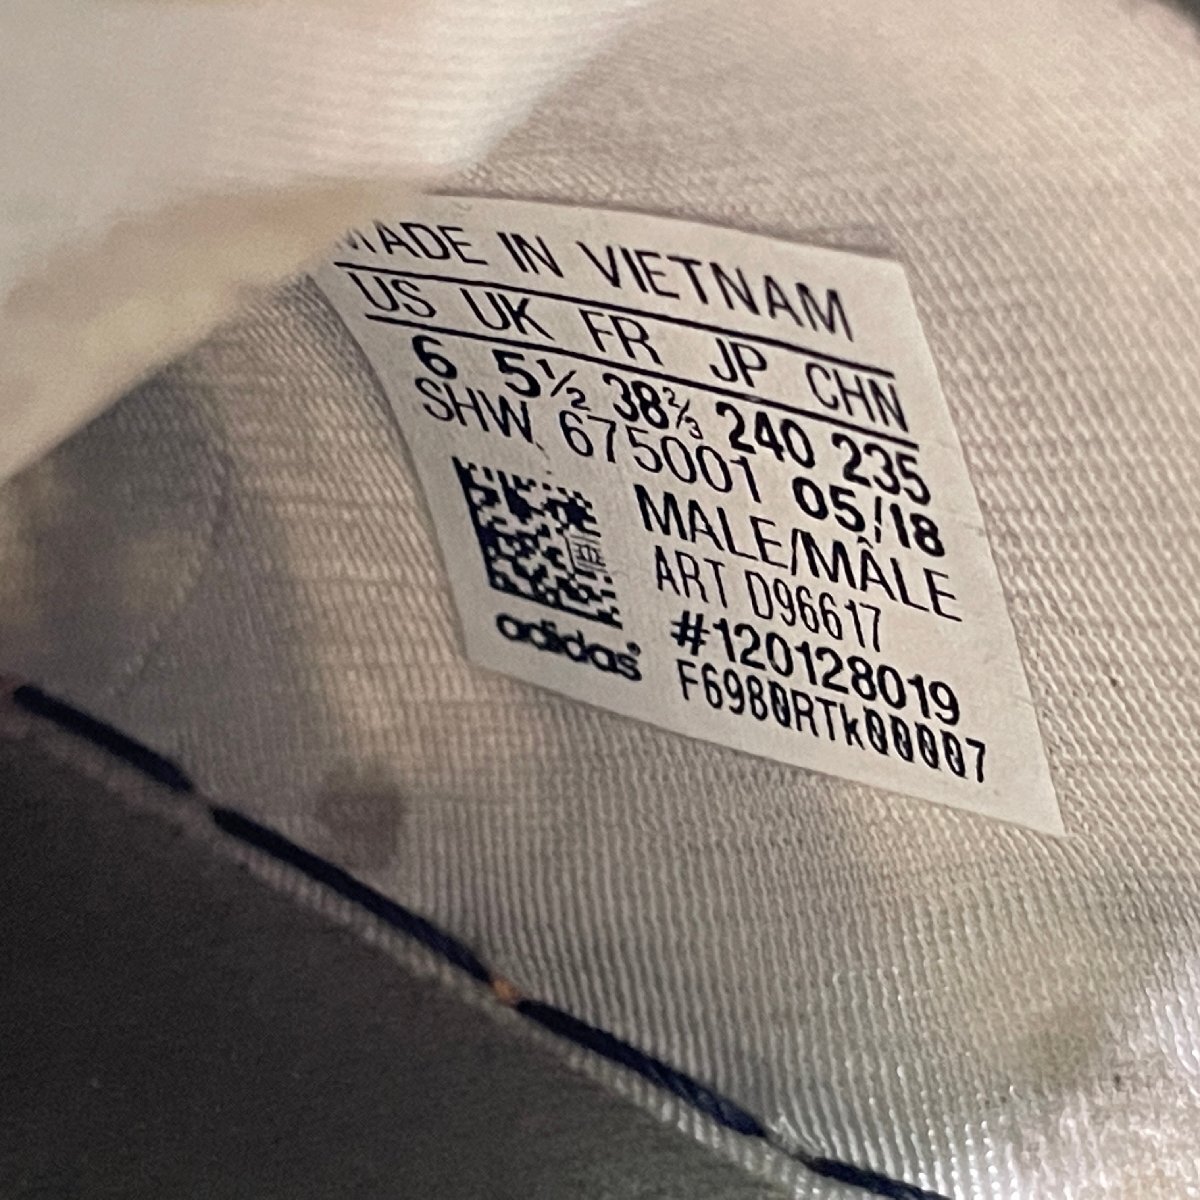 MADE IN VIETNAM
US UK FR JP CHN
6 5½ 38⅔ 240 235
SHW 675001 05/18
MALE/MÂLE
ART D96617
#120128019
F6980RTk00007
adidas®